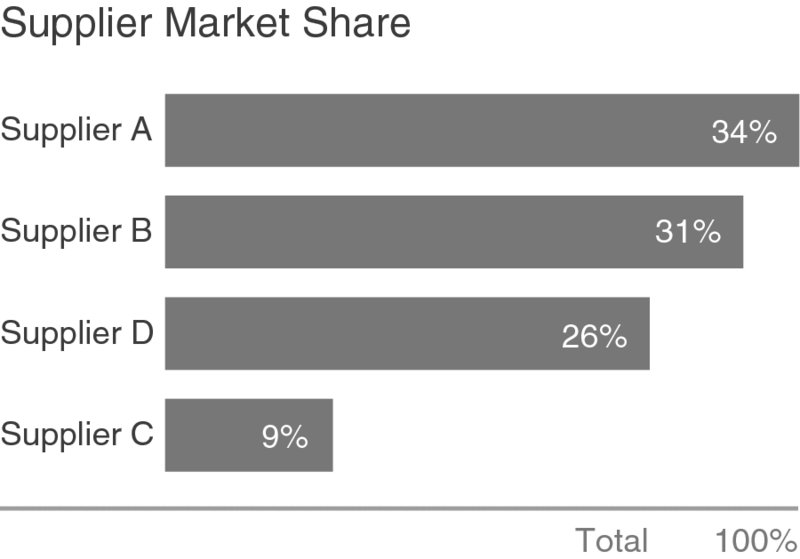 Supplier Market Share
Supplier A 34%
Supplier B 31%
Supplier D 26%
Supplier C 9%
Total 100%